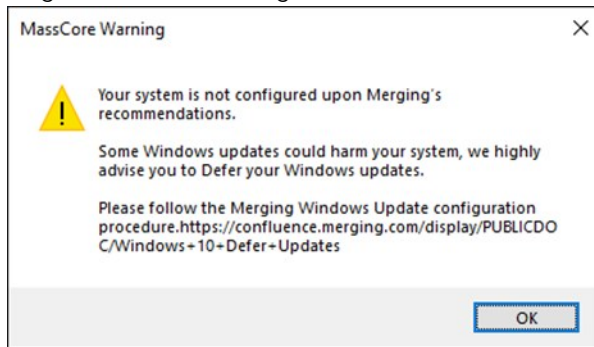 MassCore Warning
Your system is not configured upon Merging's
recommendations.
Some Windows updates could harm your system, we highly
advise you to Defer your Windows updates.
Please follow the Merging Windows Update configuration
procedure.https://confluence.merging.com/display/PUBLICDO
C/Windows+10+Defer+Updates
OK